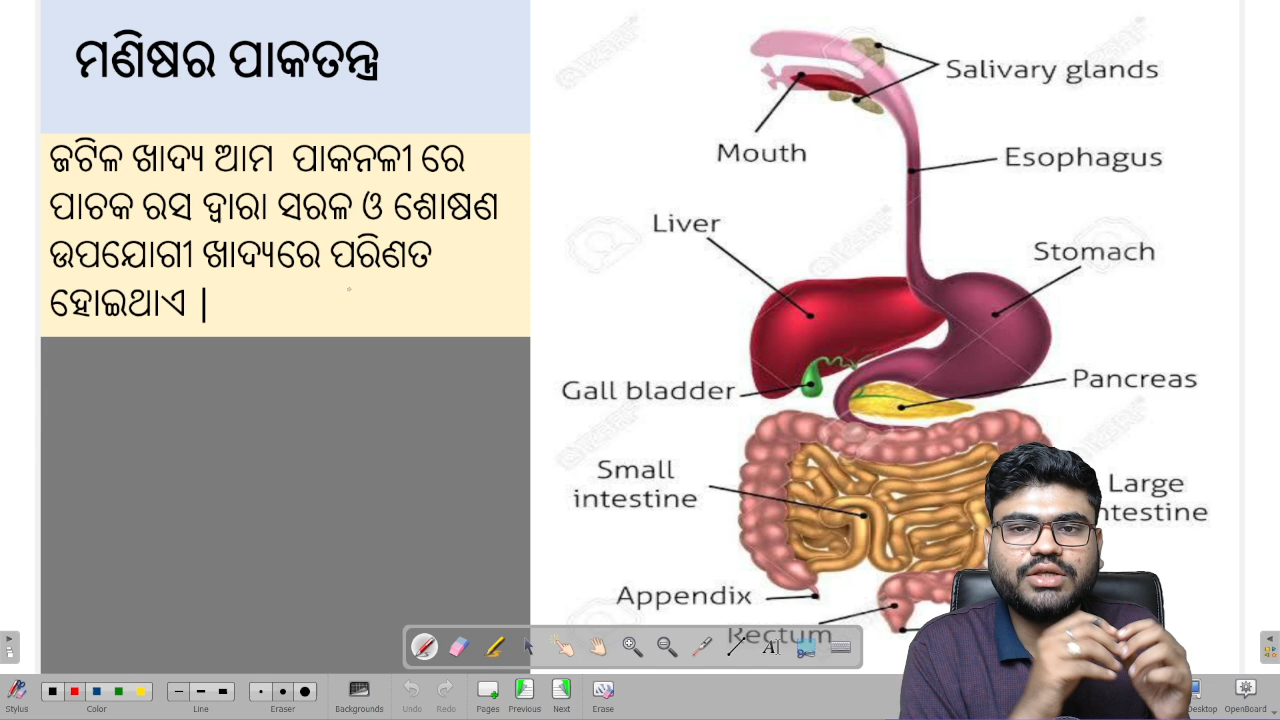 ମଣିଷର ପାକତନ୍ତ୍ର
ଜଟିଳ ଖାଦ୍ୟ ଆମ ପାକନଳୀ ରେ
ପାଚକ ରସ ଦ୍ୱାରା ସରଳ ଓ ଶୋଷଣ
ଉପଯୋଗୀ ଖାଦ୍ୟରେ ପରିଣତ
ହୋଇଥାଏ |
Salivary glands
Mouth
Esophagus
Liver
Stomach
Gall bladder
Pancreas
Small
intestine
Large
ntestine
Appendix
Rectum
Stylus
Color
Line
Eraser
Backgrounds
Undo
Redo
Pages
Previous
Next
Erase
Desktop
OpenBoard